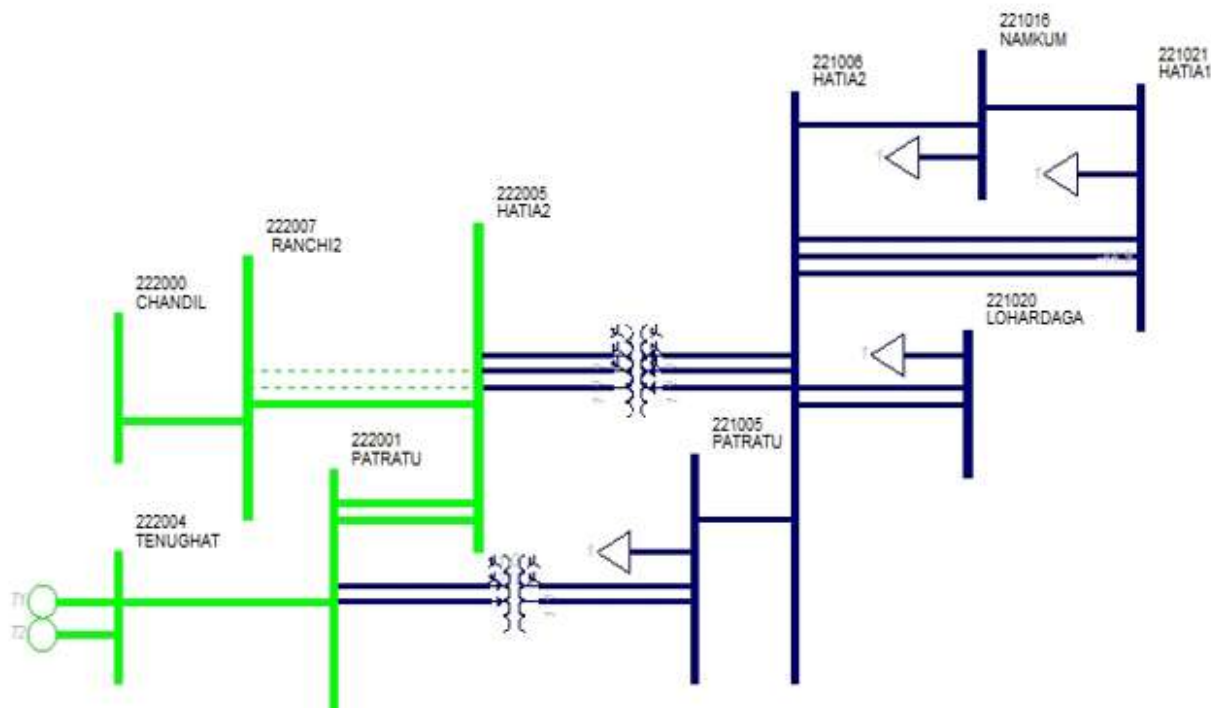 221016
NAMKUM
221006
HATIA2
221021
HATIA1
222005
HATIA2
222007
RANCHI2
222000
CHANDIL
221020
LOHARDAGA
222001
PATRATU
221005
PATRATU
222004
TENUGHAT
T1
T2